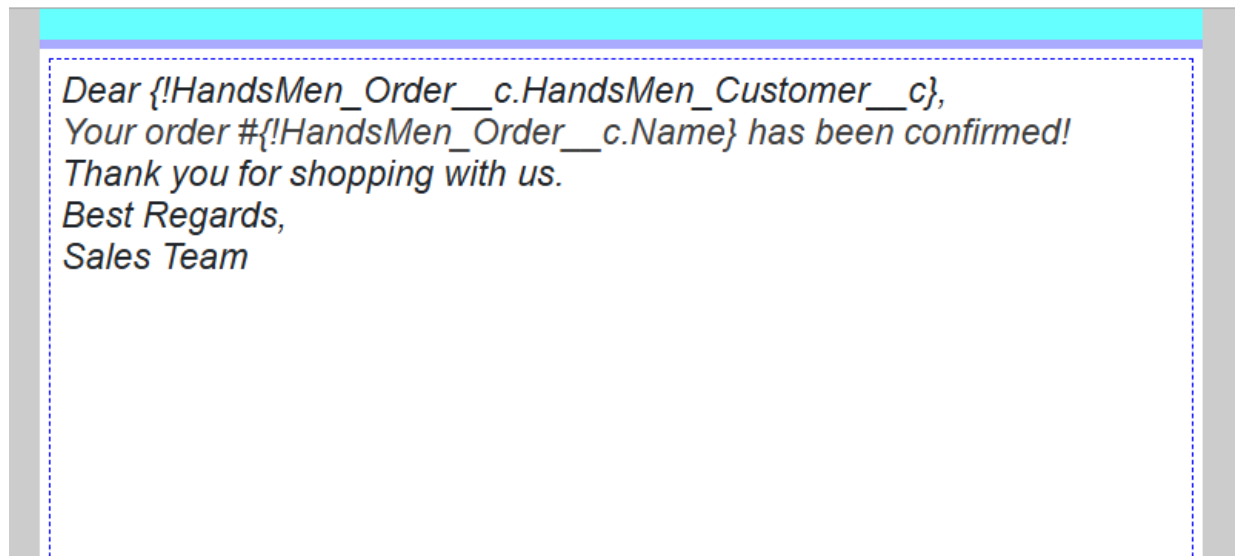 Dear {!HandsMen_Order__c.HandsMen_Customer__c},
Your order #{!HandsMen_Order__c.Name} has been confirmed!
Thank you for shopping with us.
Best Regards,
Sales Team